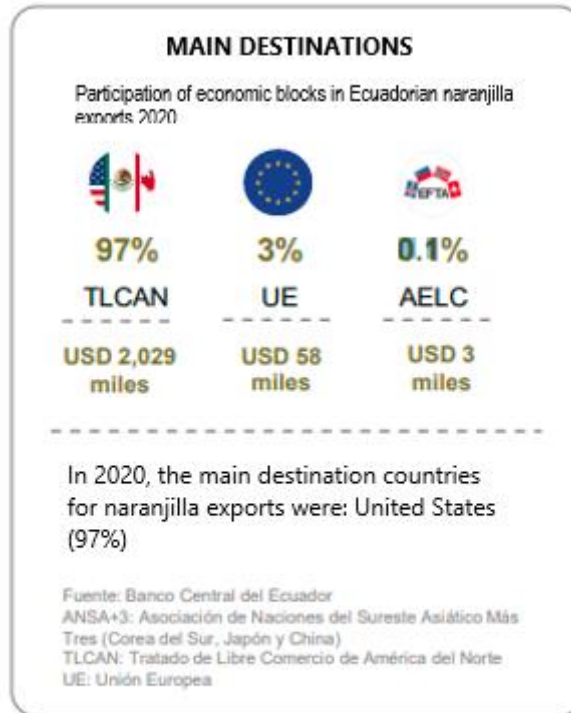 MAIN DESTINATIONS
Participation of economic blocks in Ecuadorian naranjilla
exports 2020
EFTA
97% 3% 0.1%
TLCAN UE AELC
USD 2,029 USD 58 USD 3
miles miles miles
In 2020, the main destination countries
for naranjilla exports were: United States
(97%)
Fuente: Banco Central del Ecuador
ANSA+3: Asociación de Naciones del Sureste Asiático Más
Tres (Corea del Sur, Japón y China)
TLCAN: Tratado de Libre Comercio de América del Norte
UE: Unión Europea